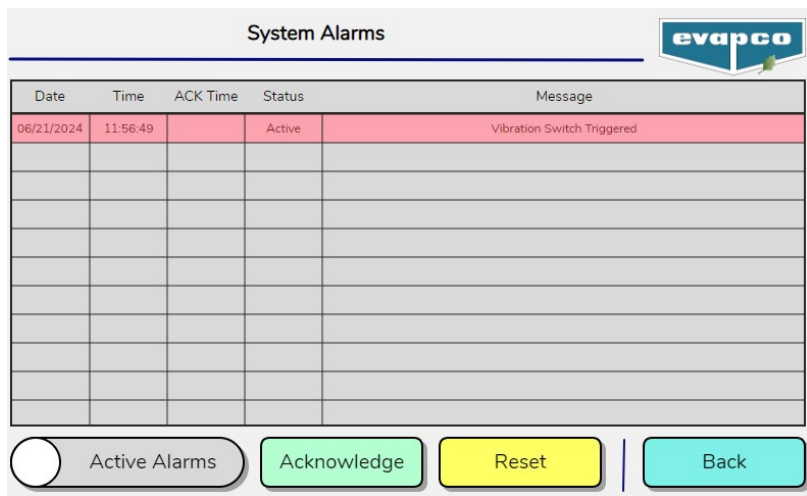 System Alarms
evapco
Date Time ACK Time Status Message
06/21/2024 11:56:49 Active Vibration Switch Triggered
Active Alarms Acknowledge Reset Back